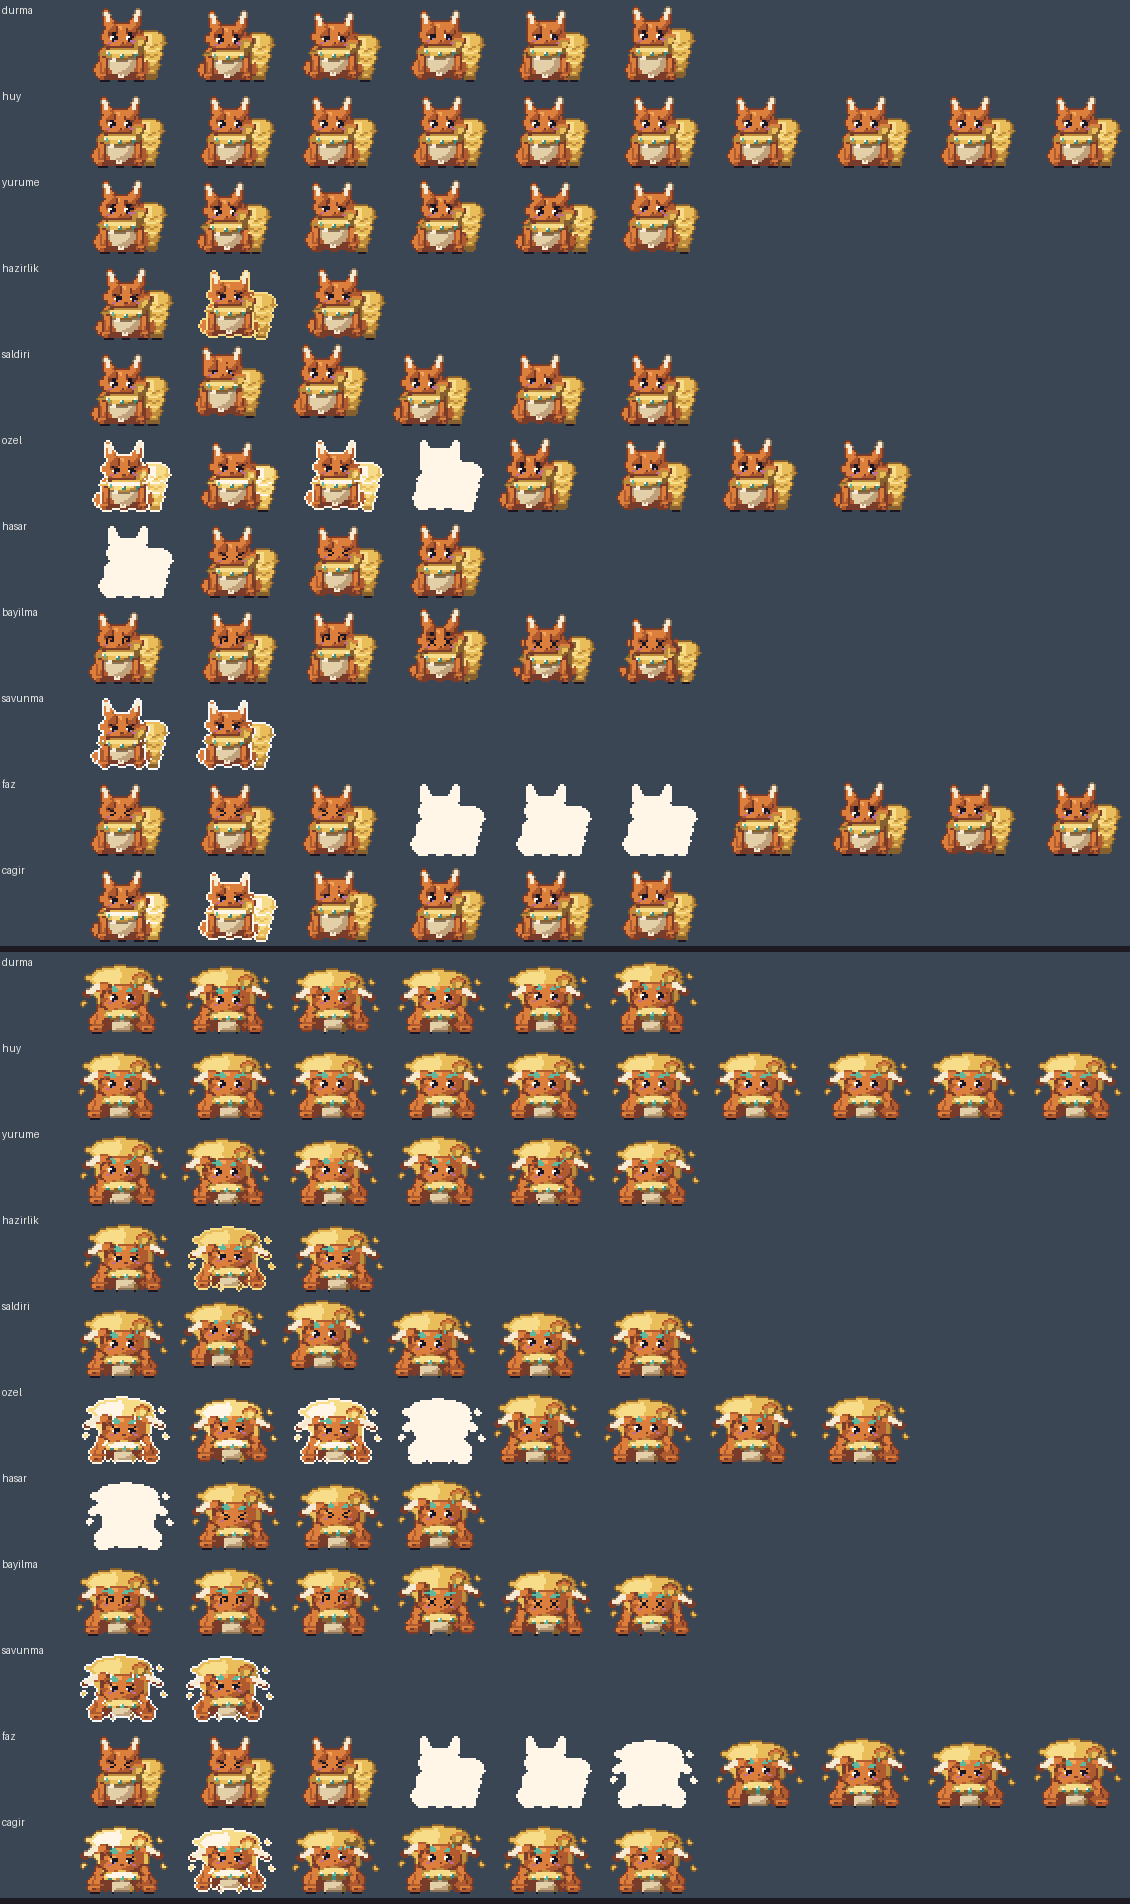 durma
huy
yurume
hazirlik
saldiri
ozel
hasar
bayilma
savunma
faz
cagir
durma
huy
yurume
hazirlik
saldiri
ozel
hasar
bayilma
savunma
faz
cagir